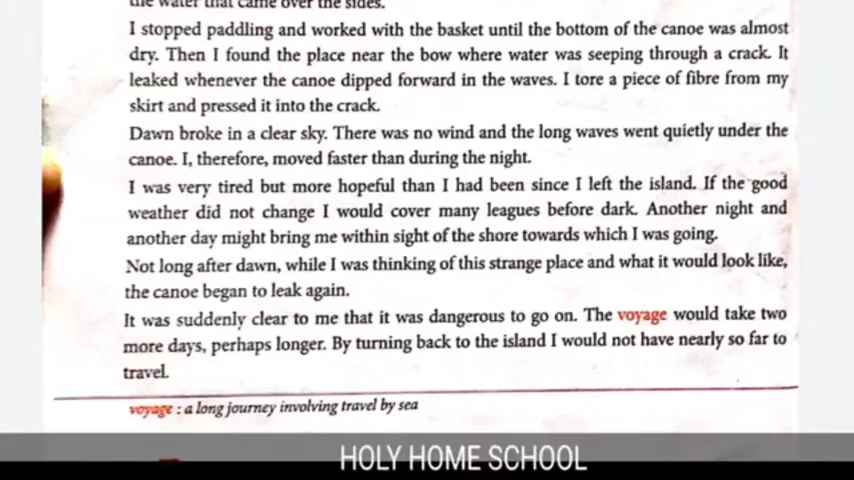 the water that came over the sides.
I stopped paddling and worked with the basket until the bottom of the canoe was almost
dry. Then I found the place near the bow where water was seeping through a crack. It
leaked whenever the canoe dipped forward in the waves. I tore a piece of fibre from my
skirt and pressed it into the crack.
Dawn broke in a clear sky. There was no wind and the long waves went quietly under the
canoe. I, therefore, moved faster than during the night.
I was very tired but more hopeful than I had been since I left the island. If the good
weather did not change I would cover many leagues before dark. Another night and
another day might bring me within sight of the shore towards which I was going.
Not long after dawn, while I was thinking of this strange place and what it would look like,
the canoe began to leak again.
It was suddenly clear to me that it was dangerous to go on. The voyage would take two
more days, perhaps longer. By turning back to the island I would not have nearly so far to
travel.
voyage : a long journey involving travel by sea
HOLY HOME SCHOOL